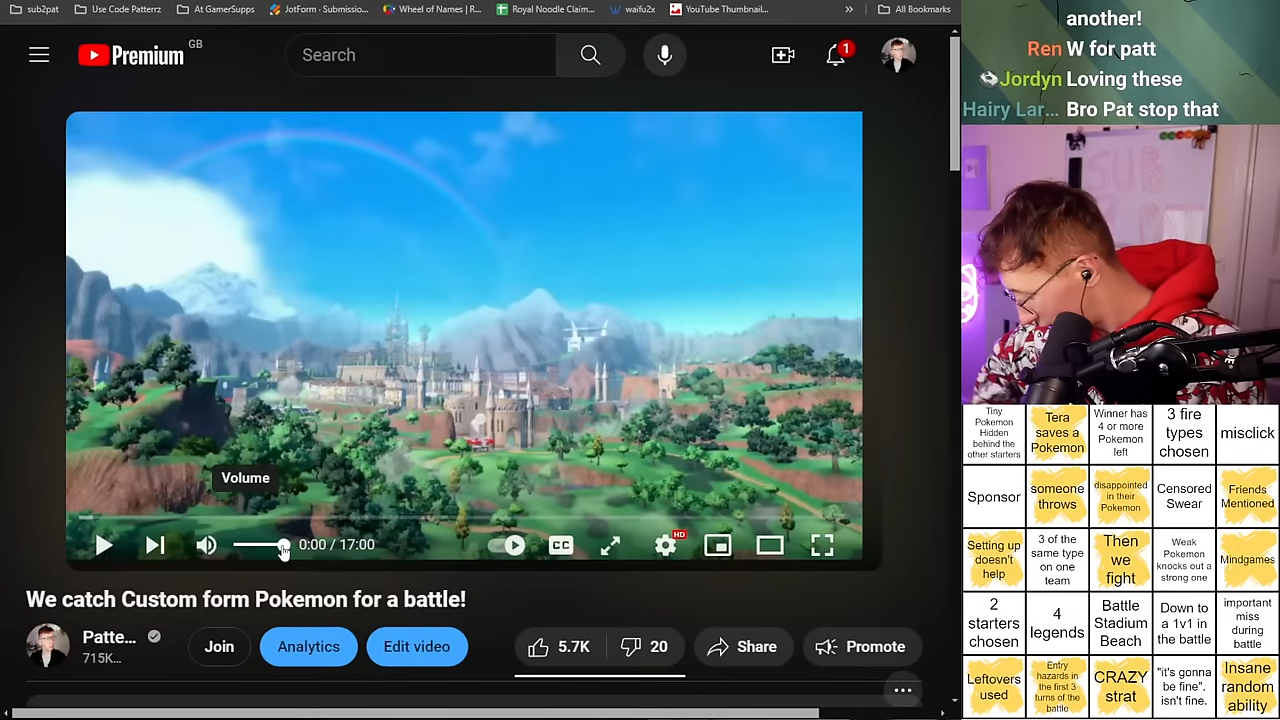 sub2pat
Use Code Patterrz
At GamerSupps
JotForm · Submissio...
Wheel of Names | R...
Royal Noodle Claim...
waifu2x
YouTube Thumbnail...
»
All Bookmarks
Premium GB
Search
1
Volume
0:00 / 17:00
CC
HD
We catch Custom form Pokemon for a battle!
Patte...
715K...
Join
Analytics
Edit video
5.7K
20
Share
Promote
another!
Ren W for patt
Jordyn Loving these
Hairy Lar... Bro Pat stop that
SUB
Tiny
Pokemon
Hidden
behind the
other starters
Tera
saves a
Pokemon
Winner has
4 or more
Pokemon
left
3 fire
types
chosen
misclick
Sponsor
someone
throws
disappointed
in their
Pokemon
Censored
Swear
Friends
Mentioned
Setting up
doesn't
help
3 of the
same type
on one
team
Then
we
fight
Weak
Pokemon
knocks out a
strong one
Mindgames
2
starters
chosen
4
legends
Battle
Stadium
Beach
Down to
a 1v1 in
the battle
important
miss
during
battle
Leftovers
used
Entry
hazards in
the first 3
turns of the
battle
CRAZY
strat
"it's gonna
be fine".
isn't fine.
Insane
random
ability